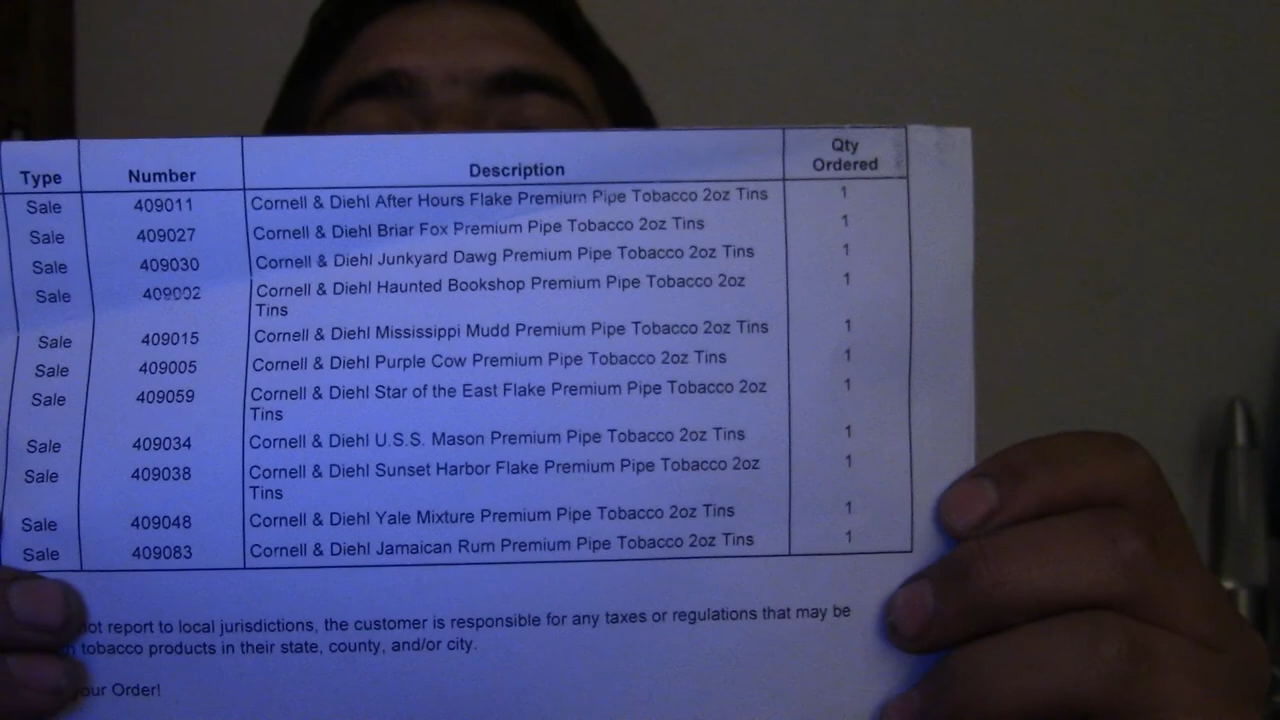 Type Number Description Qty Ordered
Sale 409011 Cornell & Diehl After Hours Flake Premium Pipe Tobacco 2oz Tins 1
Sale 409027 Cornell & Diehl Briar Fox Premium Pipe Tobacco 2oz Tins 1
Sale 409030 Cornell & Diehl Junkyard Dawg Premium Pipe Tobacco 2oz Tins 1
Sale 409002 Cornell & Diehl Haunted Bookshop Premium Pipe Tobacco 2oz 1
Tins
Sale 409015 Cornell & Diehl Mississippi Mudd Premium Pipe Tobacco 2oz Tins 1
Sale 409005 Cornell & Diehl Purple Cow Premium Pipe Tobacco 2oz Tins 1
Sale 409059 Cornell & Diehl Star of the East Flake Premium Pipe Tobacco 2oz 1
Tins
Sale 409034 Cornell & Diehl U.S.S. Mason Premium Pipe Tobacco 2oz Tins 1
Sale 409038 Cornell & Diehl Sunset Harbor Flake Premium Pipe Tobacco 2oz 1
Tins
Sale 409048 Cornell & Diehl Yale Mixture Premium Pipe Tobacco 2oz Tins 1
Sale 409083 Cornell & Diehl Jamaican Rum Premium Pipe Tobacco 2oz Tins 1
not report to local jurisdictions, the customer is responsible for any taxes or regulations that may be
tobacco products in their state, county, and/or city.
your Order!